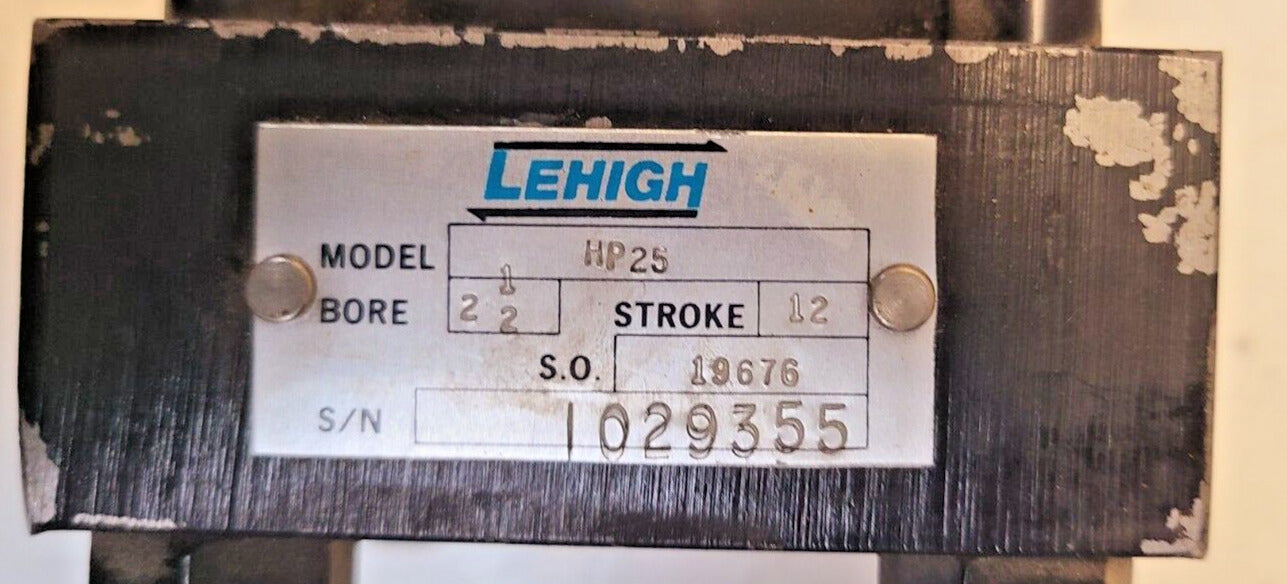 LEHIGH
MODEL HP25
BORE 2 1/2 STROKE 12
S.O. 19676
S/N 1029355